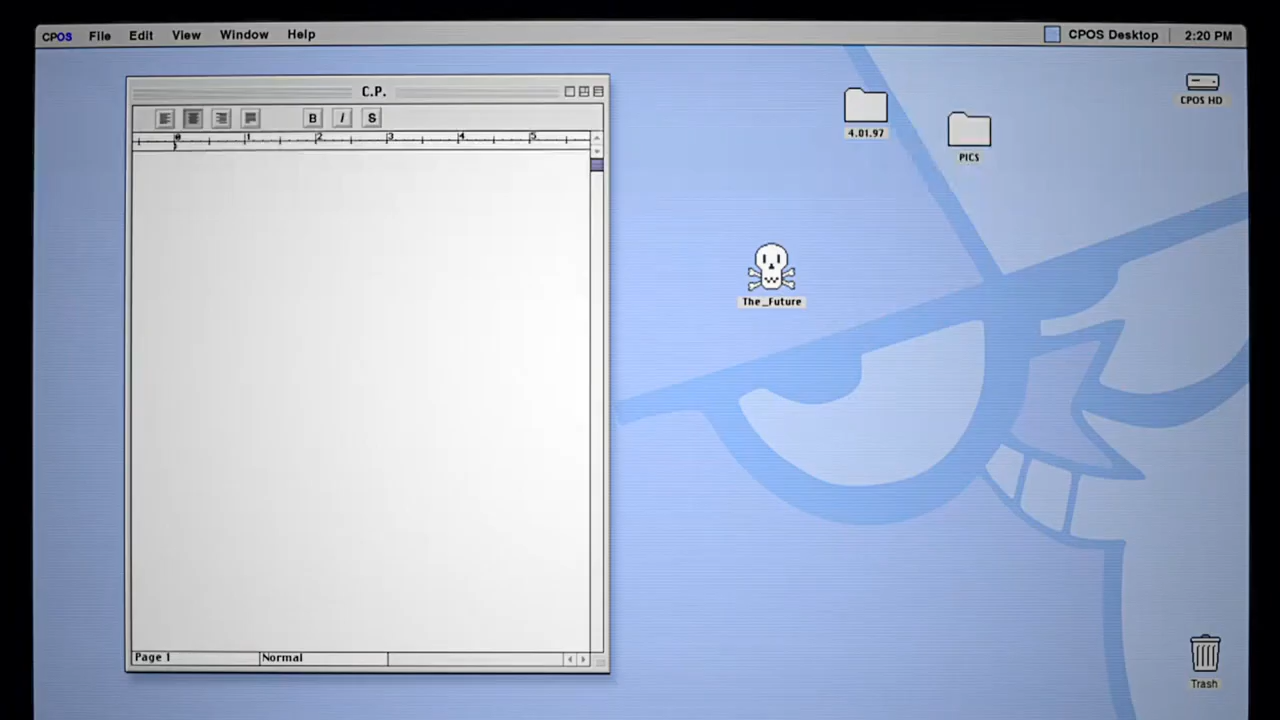 CPOS File Edit View Window Help CPOS Desktop 2:20 PM
C.P.
B I S
0 1 2 3 4 5
Page 1 Normal
4.01.97
PICS
CPOS HD
The_Future
Trash